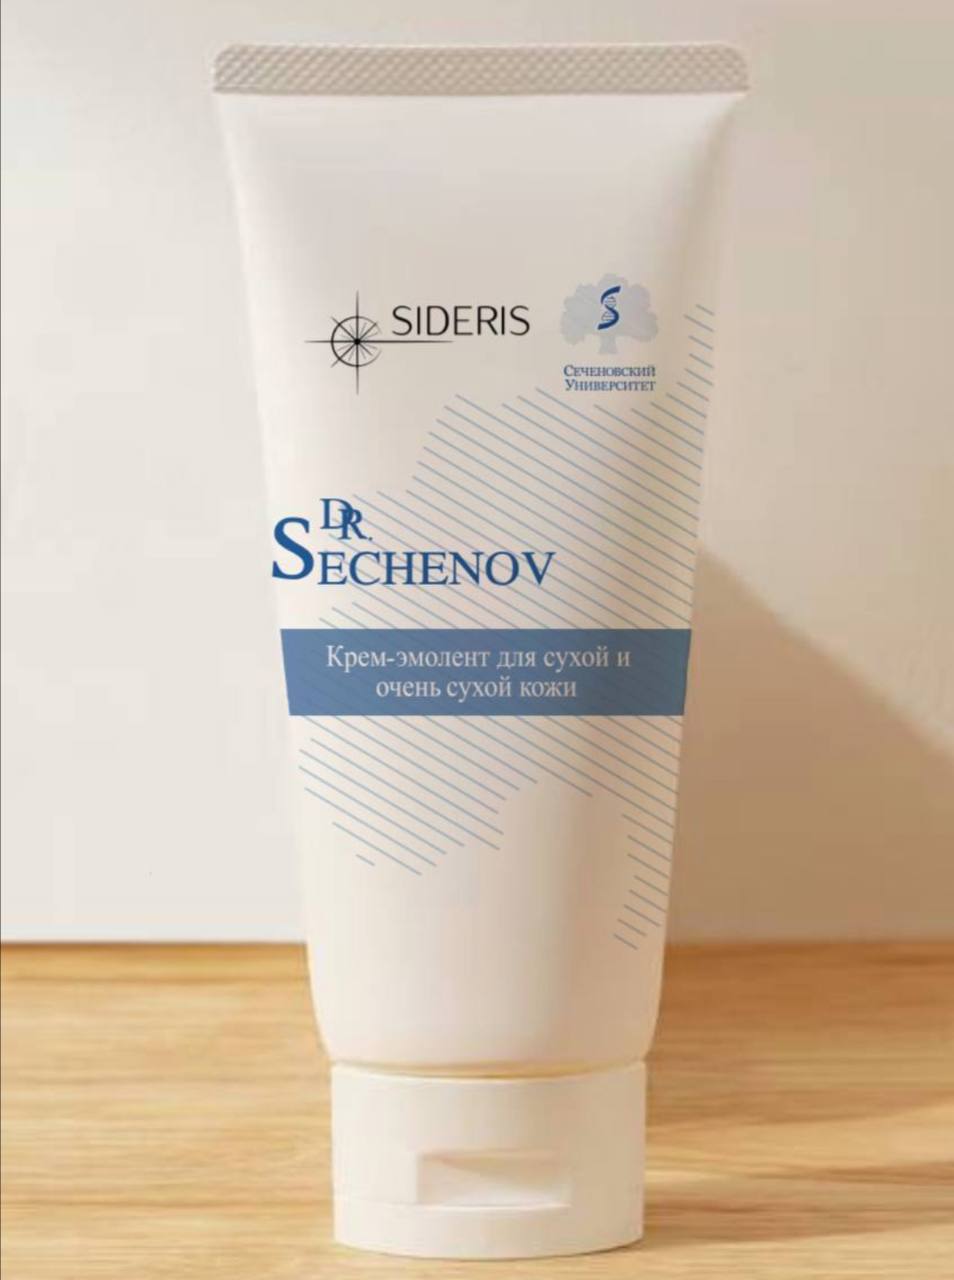 SIDERIS
S
СЕЧЕНОВСКИЙ
УНИВЕРСИТЕТ
DR.
SECHENOV
Крем-эмолент для сухой и
очень сухой кожи